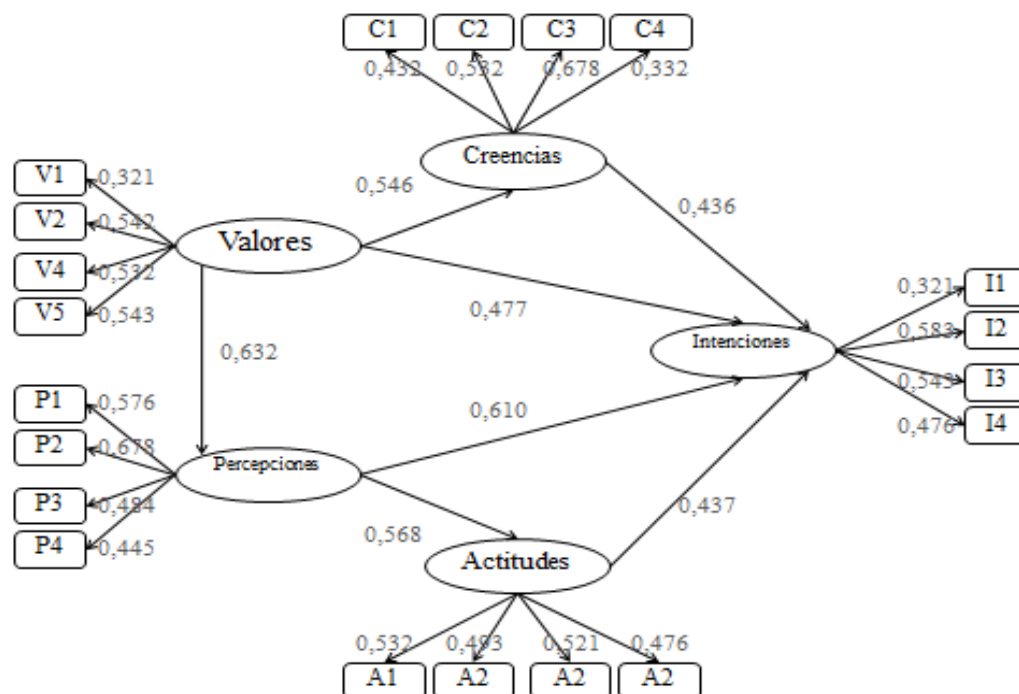 C1 C2 C3 C4
0,432 0,532 0,678 0,332
Creencias
V1 0,321
0,546
V2 0,542
0,436
Valores
V4 0,532
I1 0,321
V5 0,543
0,477
I2 0,583
Intenciones
0,632
I3 0,543
P1 0,576
0,610
I4 0,476
P2 0,678
Percepciones
P3 0,484
0,437
0,568
P4 0,445
Actitudes
0,532 0,493 0,521 0,476
A1 A2 A2 A2